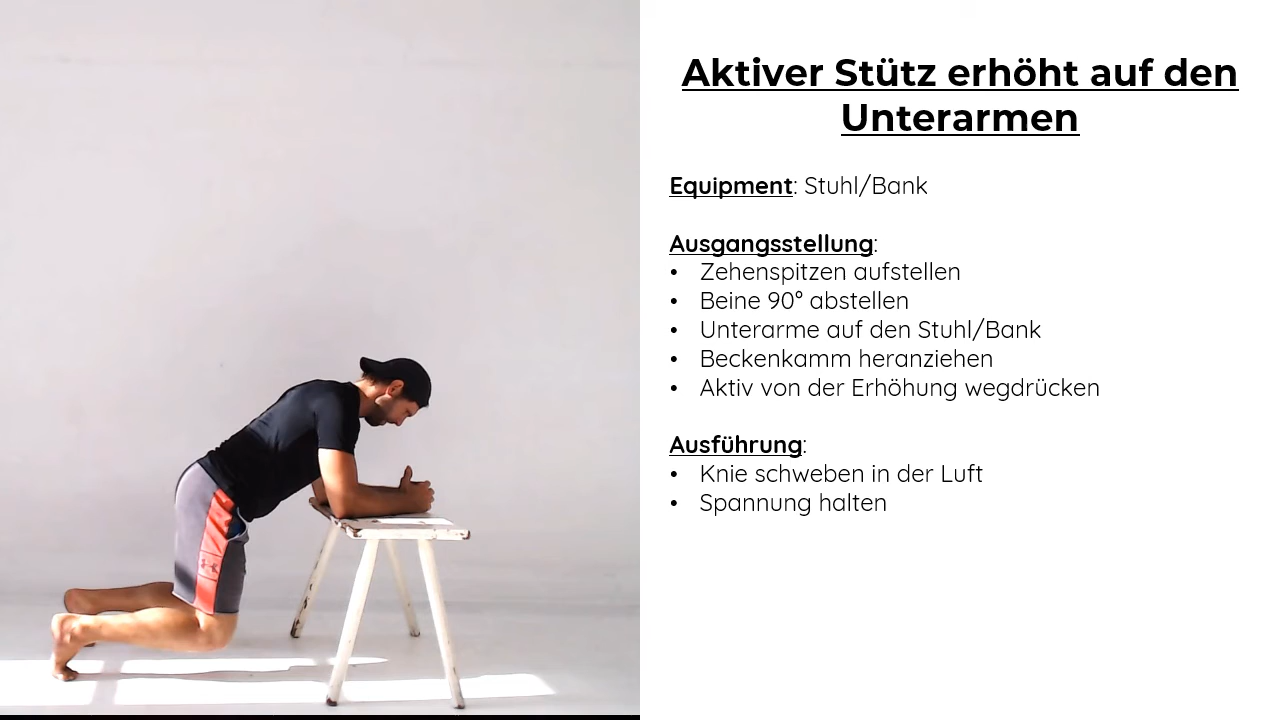 Aktiver Stütz erhöht auf den
Unterarmen
Equipment: Stuhl/Bank
Ausgangsstellung:
• Zehenspitzen aufstellen
• Beine 90° abstellen
• Unterarme auf den Stuhl/Bank
• Beckenkamm heranziehen
• Aktiv von der Erhöhung wegdrücken
Ausführung:
• Knie schweben in der Luft
• Spannung halten